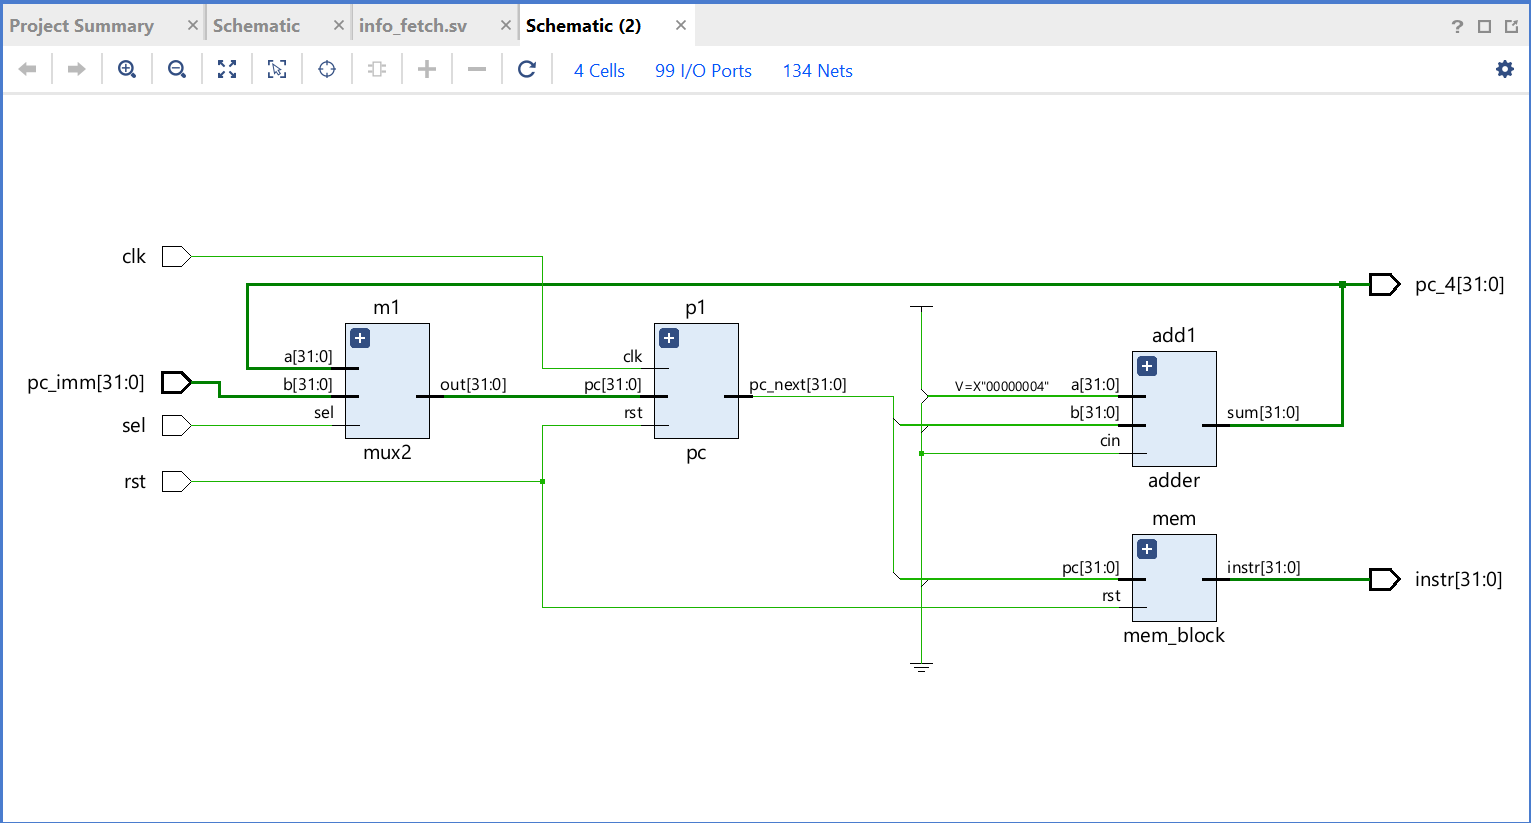 Project Summary × Schematic × info_fetch.sv × Schematic (2) × ?
4 Cells 99 I/O Ports 134 Nets
clk
pc_4[31:0]
m1
p1
add1
a[31:0]
clk
pc_imm[31:0]
b[31:0]
out[31:0]
pc[31:0]
pc_next[31:0]
V=X"00000004"
a[31:0]
sel
sel
rst
b[31:0]
sum[31:0]
cin
mux2
pc
rst
adder
mem
pc[31:0]
instr[31:0]
instr[31:0]
rst
mem_block